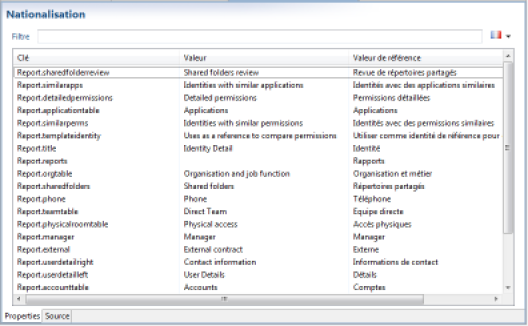 Nationalisation
Filtre
Clé Valeur Valeur de référence
Report.sharedfolderreview Shared folders review Revue de répertoires partagés
Report.similarapps Identities with similar applications Identités avec des applications similaires
Report.detailedpermissions Detailed permissions Permissions détaillées
Report.applicationtable Applications Applications
Report.similarperms Identities with similar permissions Identités avec des permissions similaires
Report.templateidentity Uses as a reference to compare permissions Utiliser comme identité de référence pour
Report.title Identity Detail Identité
Report.reports Rapports
Report.orgtable Organisation and job function Organisation et métier
Report.sharedfolders Shared folders Répertoires partagés
Report.phone Phone Téléphone
Report.teamtable Direct Team Equipe directe
Report.physicalroomtable Physical access Accès physiques
Report.manager Manager Manager
Report.external External contract Externe
Report.userdetailright Contact information Informations de contact
Report.userdetailleft User Details Détails
Report.accounttable Accounts Comptes
Properties Source